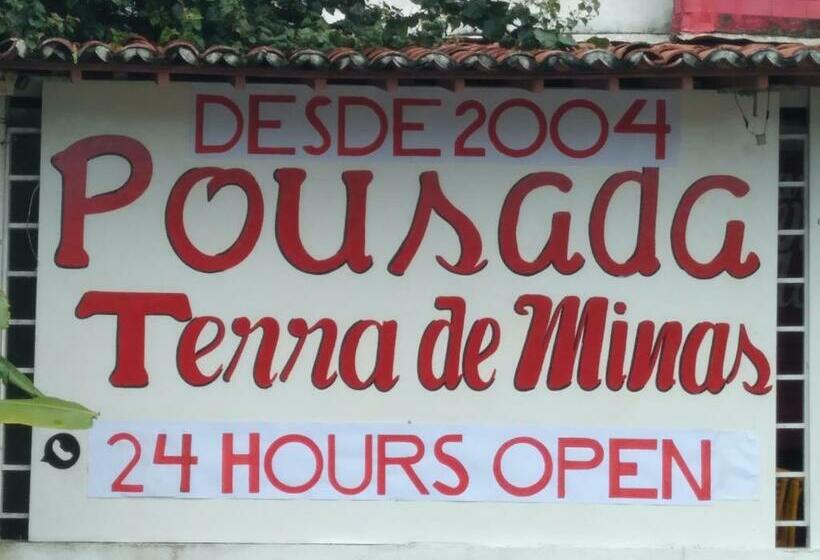 DESDE 2004
Pousada
Terra de Minas
24 HOURS OPEN